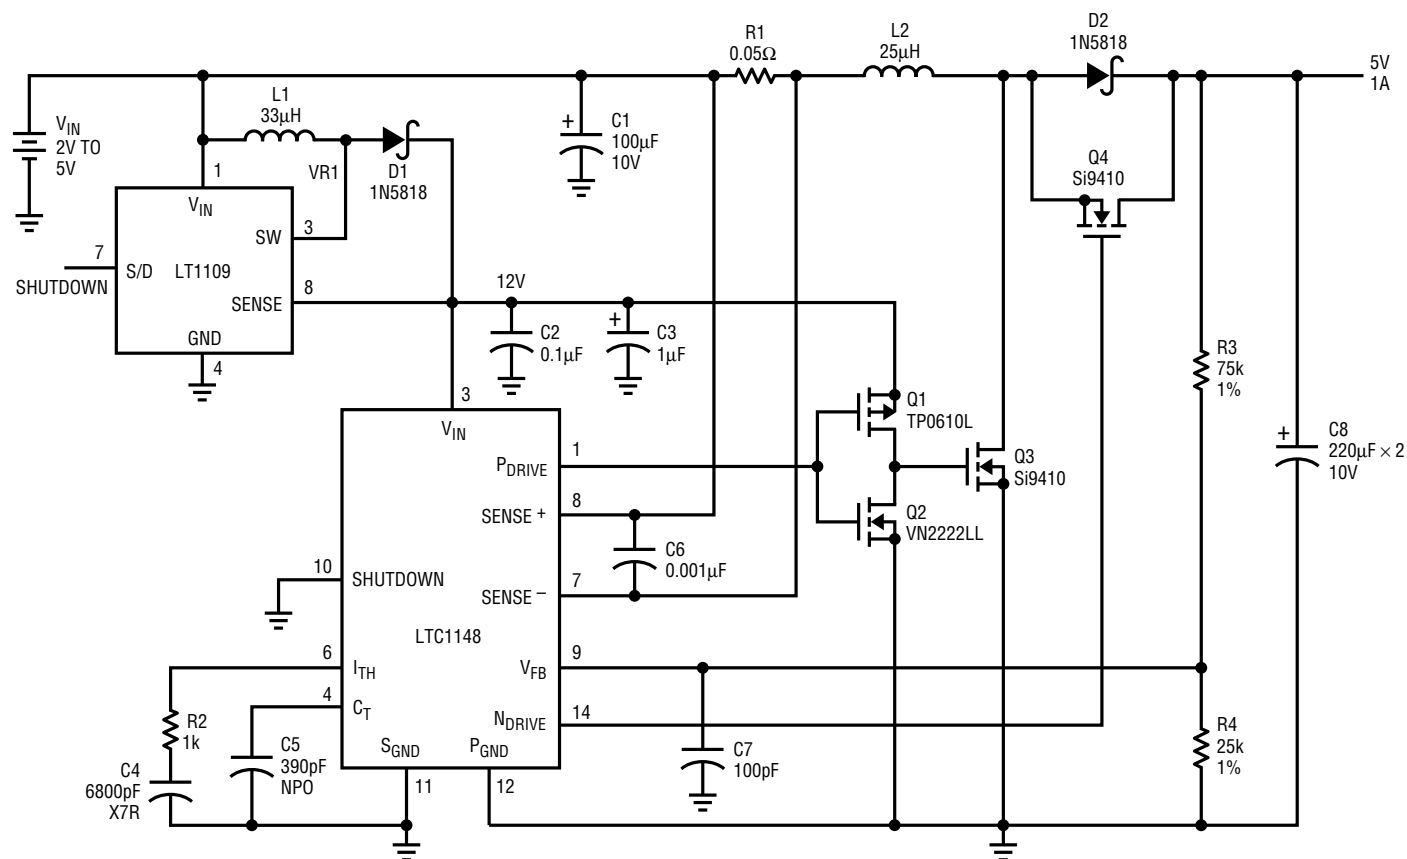 R1
0.05Ω
L2
25µH
D2
1N5818
5V
1A
VIN
2V TO
5V
L1
33µH
VR1
D1
1N5818
+
C1
100µF
10V
Q4
Si9410
1
VIN
SW
3
7
S/D
LT1109
SHUTDOWN
SENSE
8
12V
GND
4
C2
0.1µF
+
C3
1µF
R3
75k
1%
3
VIN
Q1
TP0610L
PDRIVE
1
Q3
Si9410
+
C8
220µF × 2
10V
SENSE +
8
Q2
VN2222LL
C6
0.001µF
10
SHUTDOWN
SENSE –
7
LTC1148
6
ITH
VFB
9
4
CT
NDRIVE
14
R2
1k
C5
390pF
NPO
SGND
PGND
C7
100pF
R4
25k
1%
C4
6800pF
X7R
11
12